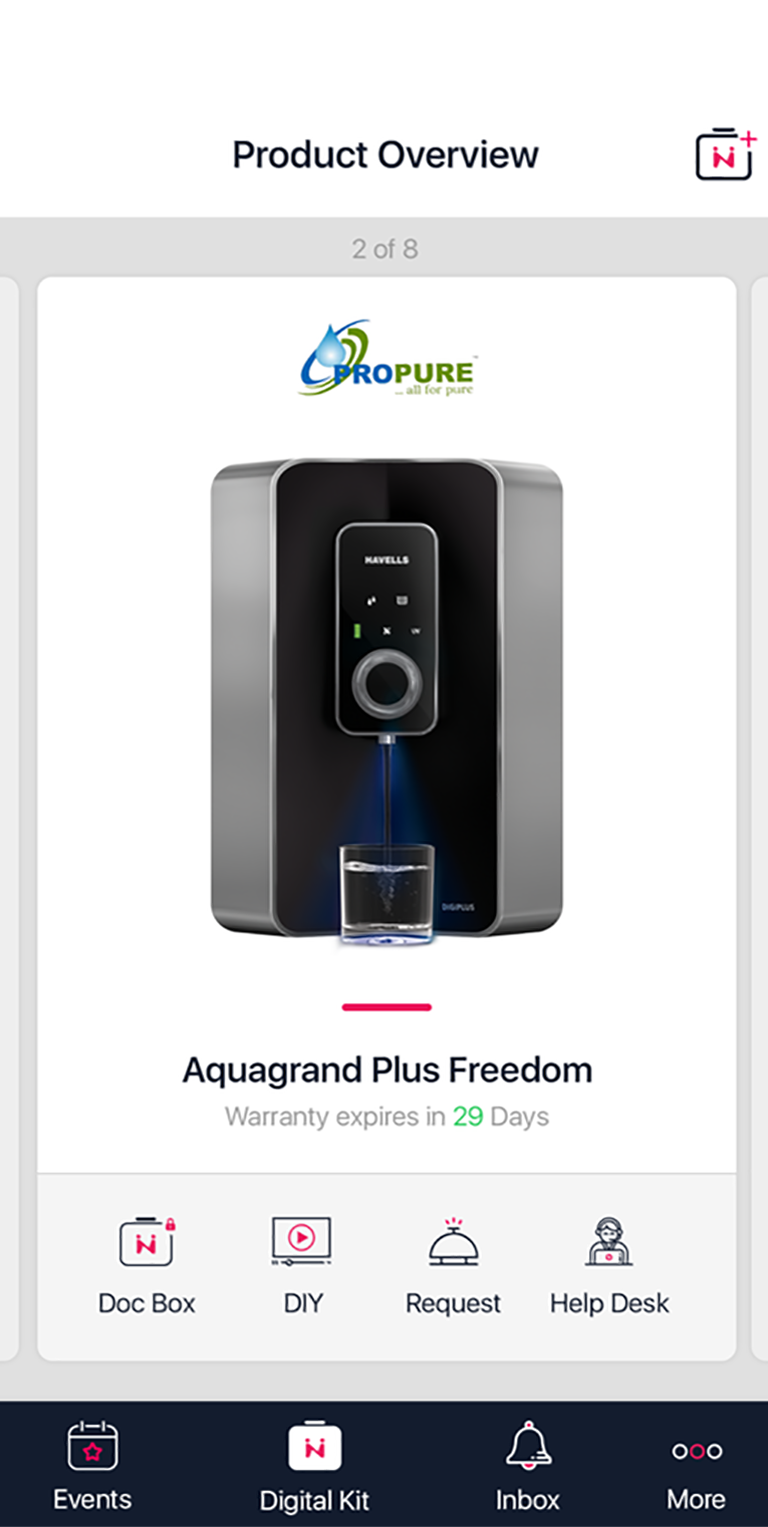 Product Overview
2 of 8
PROPURE
... all for pure
HAVELLS
UV
DIGIPLUS
Aquagrand Plus Freedom
Warranty expires in 29 Days
Doc Box
DIY
Request
Help Desk
Events
Digital Kit
Inbox
More